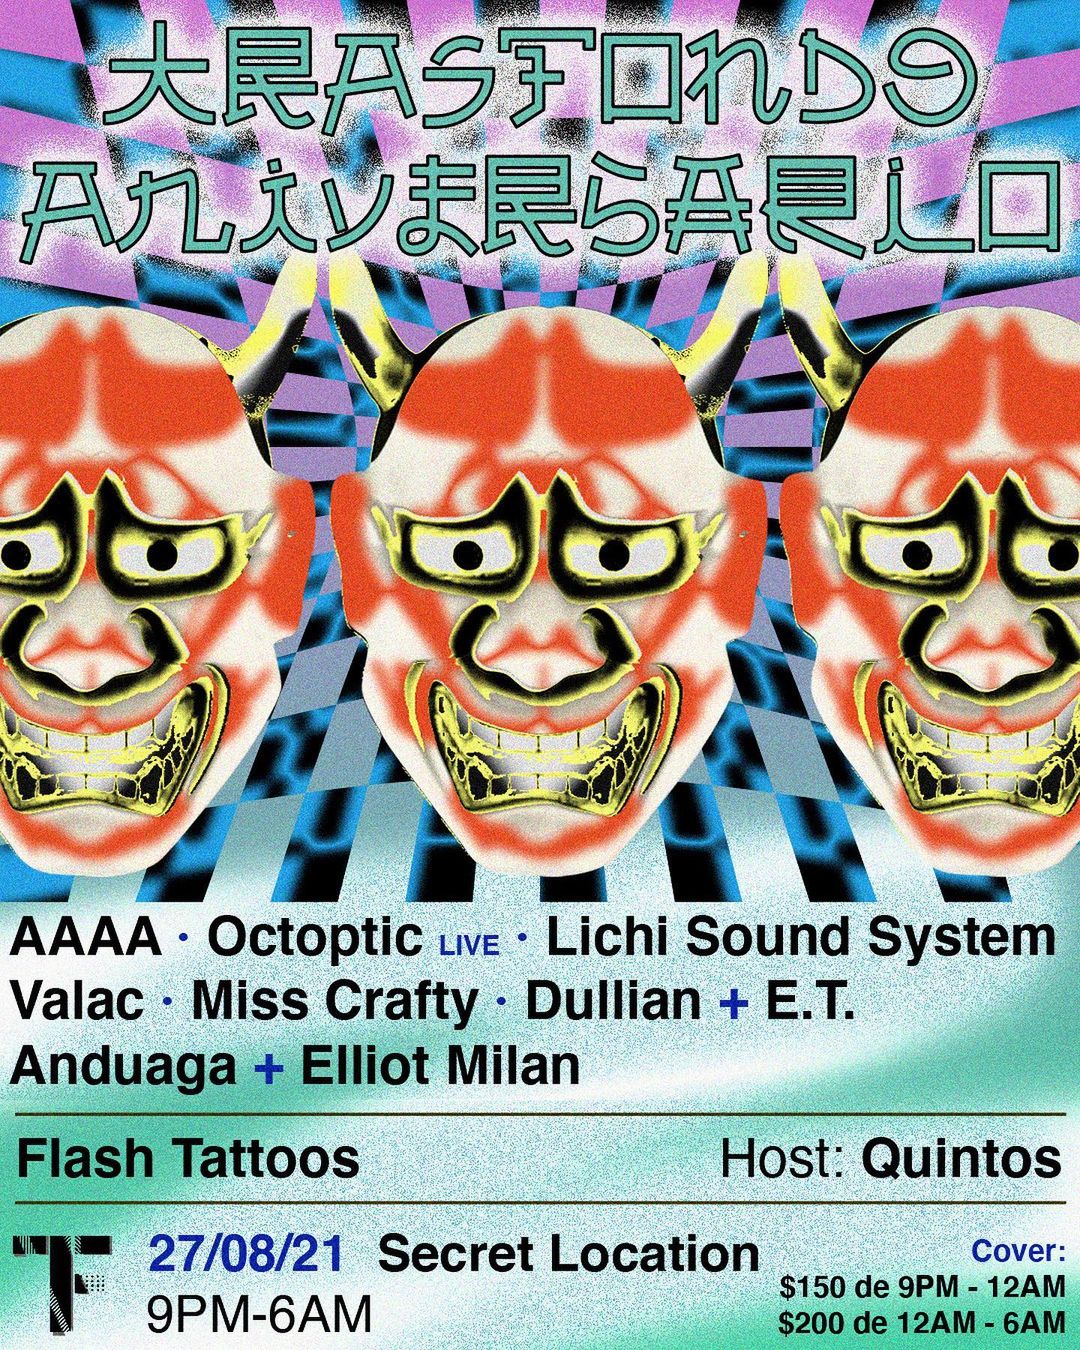 TRASFONDO
ANIVERSARIO
AAAA · Octoptic LIVE · Lichi Sound System
Valac · Miss Crafty · Dullian + E.T.
Anduaga + Elliot Milan
Flash Tattoos
Host: Quintos
TF
27/08/21 Secret Location
9PM-6AM
Cover:
$150 de 9PM - 12AM
$200 de 12AM - 6AM